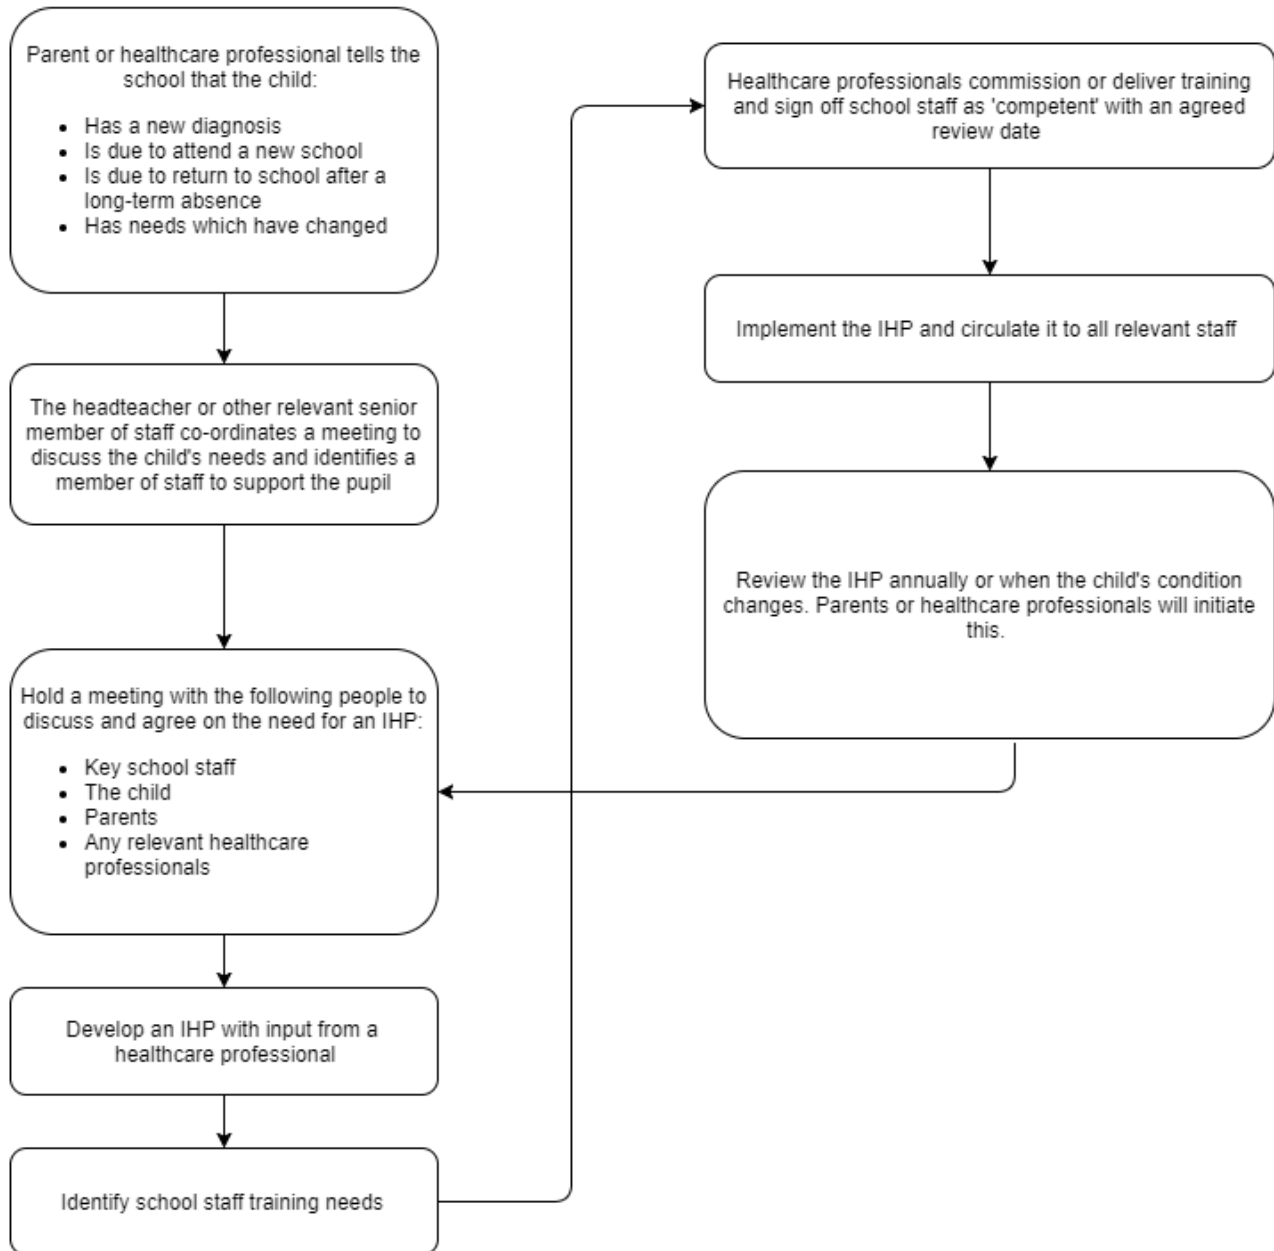 Parent or healthcare professional tells the
school that the child:
• Has a new diagnosis
• Is due to attend a new school
• Is due to return to school after a
long-term absence
• Has needs which have changed
The headteacher or other relevant senior
member of staff co-ordinates a meeting to
discuss the child's needs and identifies a
member of staff to support the pupil
Hold a meeting with the following people to
discuss and agree on the need for an IHP:
• Key school staff
• The child
• Parents
• Any relevant healthcare
professionals
Develop an IHP with input from a
healthcare professional
Identify school staff training needs
Healthcare professionals commission or deliver training
and sign off school staff as 'competent' with an agreed
review date
Implement the IHP and circulate it to all relevant staff
Review the IHP annually or when the child's condition
changes. Parents or healthcare professionals will initiate
this.